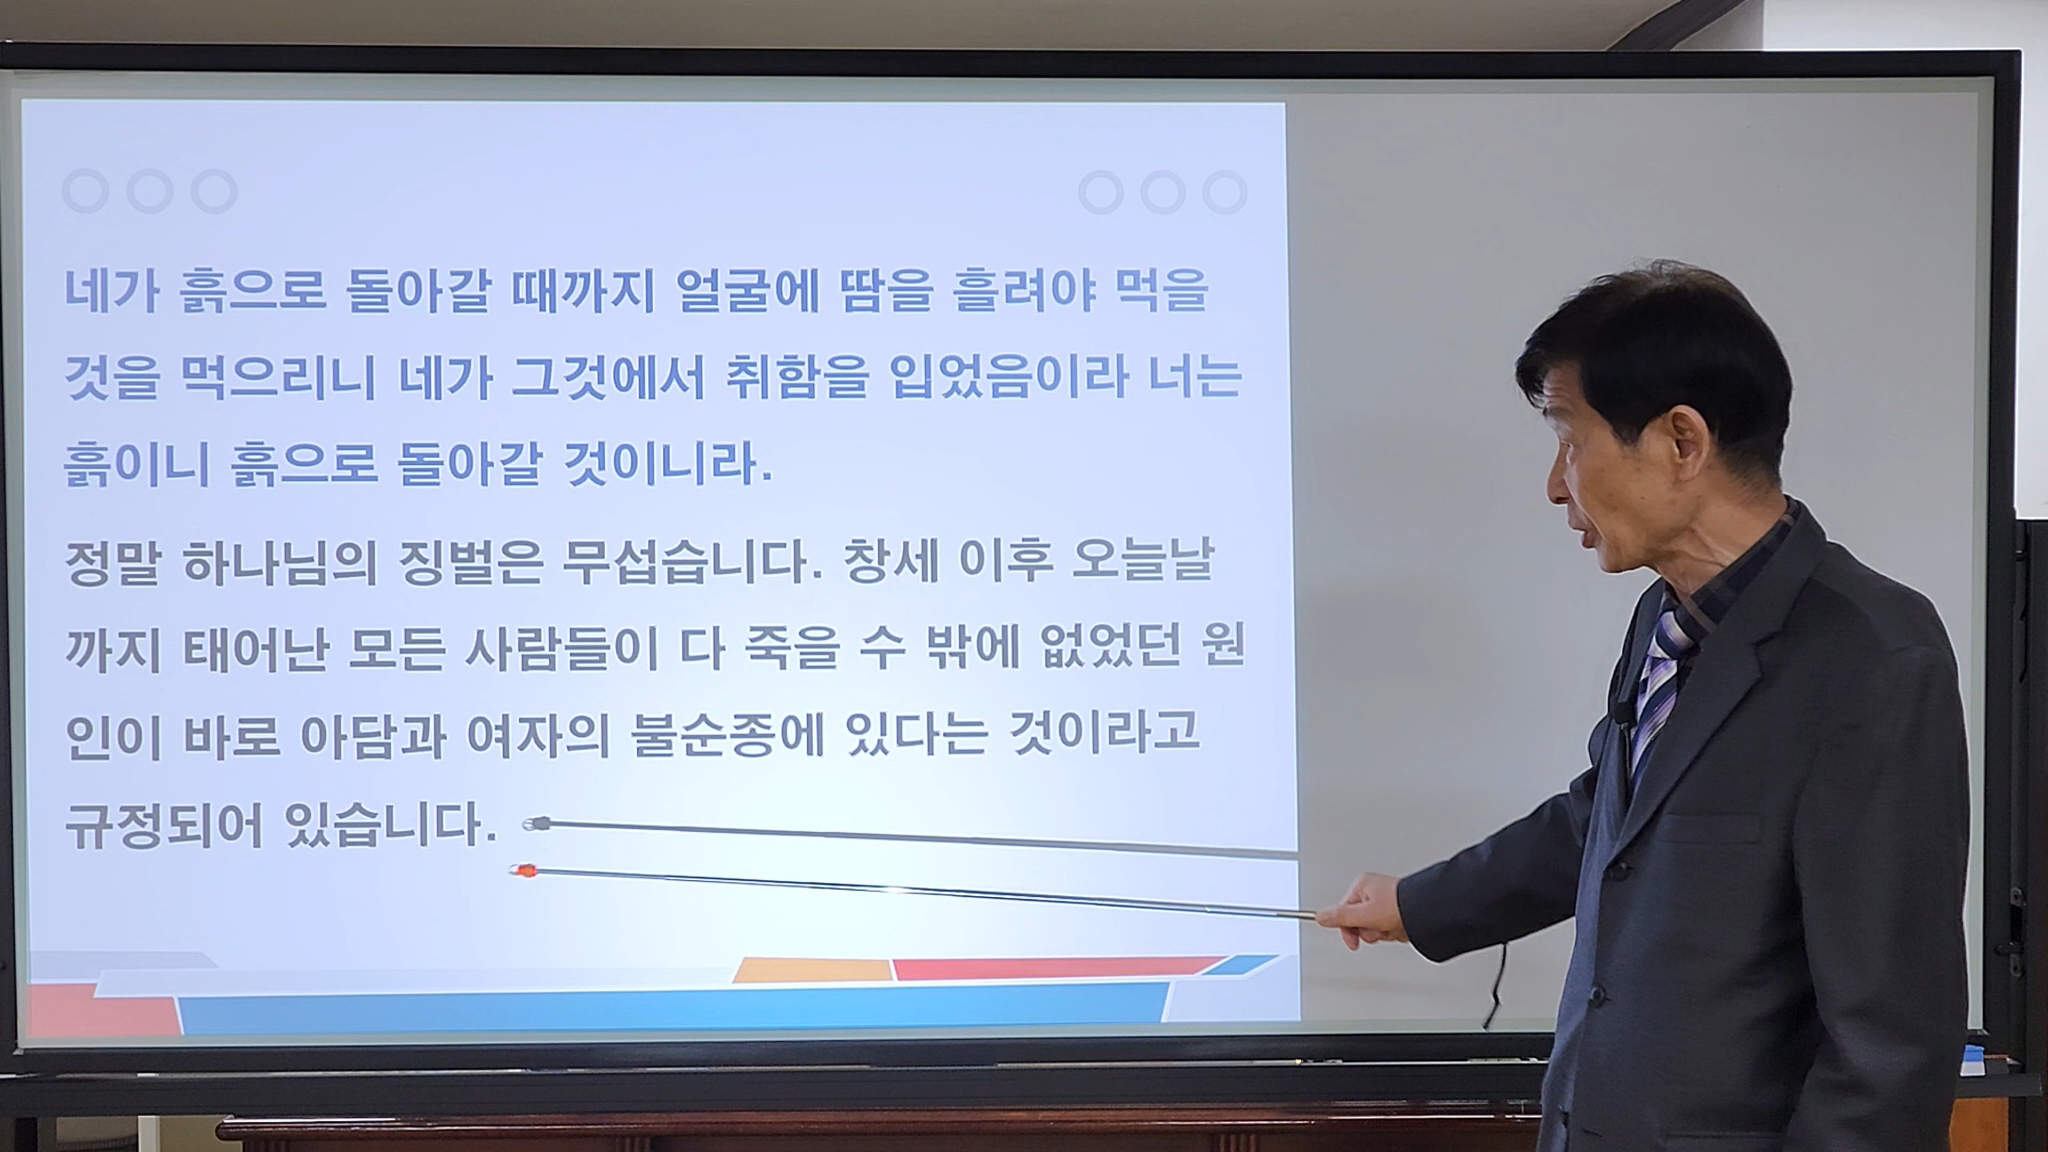 네가 흙으로 돌아갈 때까지 얼굴에 땀을 흘려야 먹을
것을 먹으리니 네가 그것에서 취함을 입었음이라 너는
흙이니 흙으로 돌아갈 것이니라.
정말 하나님의 징벌은 무섭습니다. 창세 이후 오늘날
까지 태어난 모든 사람들이 다 죽을 수 밖에 없었던 원
인이 바로 아담과 여자의 불순종에 있다는 것이라고
규정되어 있습니다.